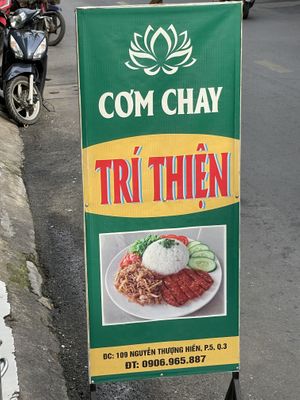 CƠM CHAY
TRÍ THIỆN
ĐC: 109 NGUYỄN THƯỢNG HIỀN, P.5, Q.3
ĐT: 0906.965.887